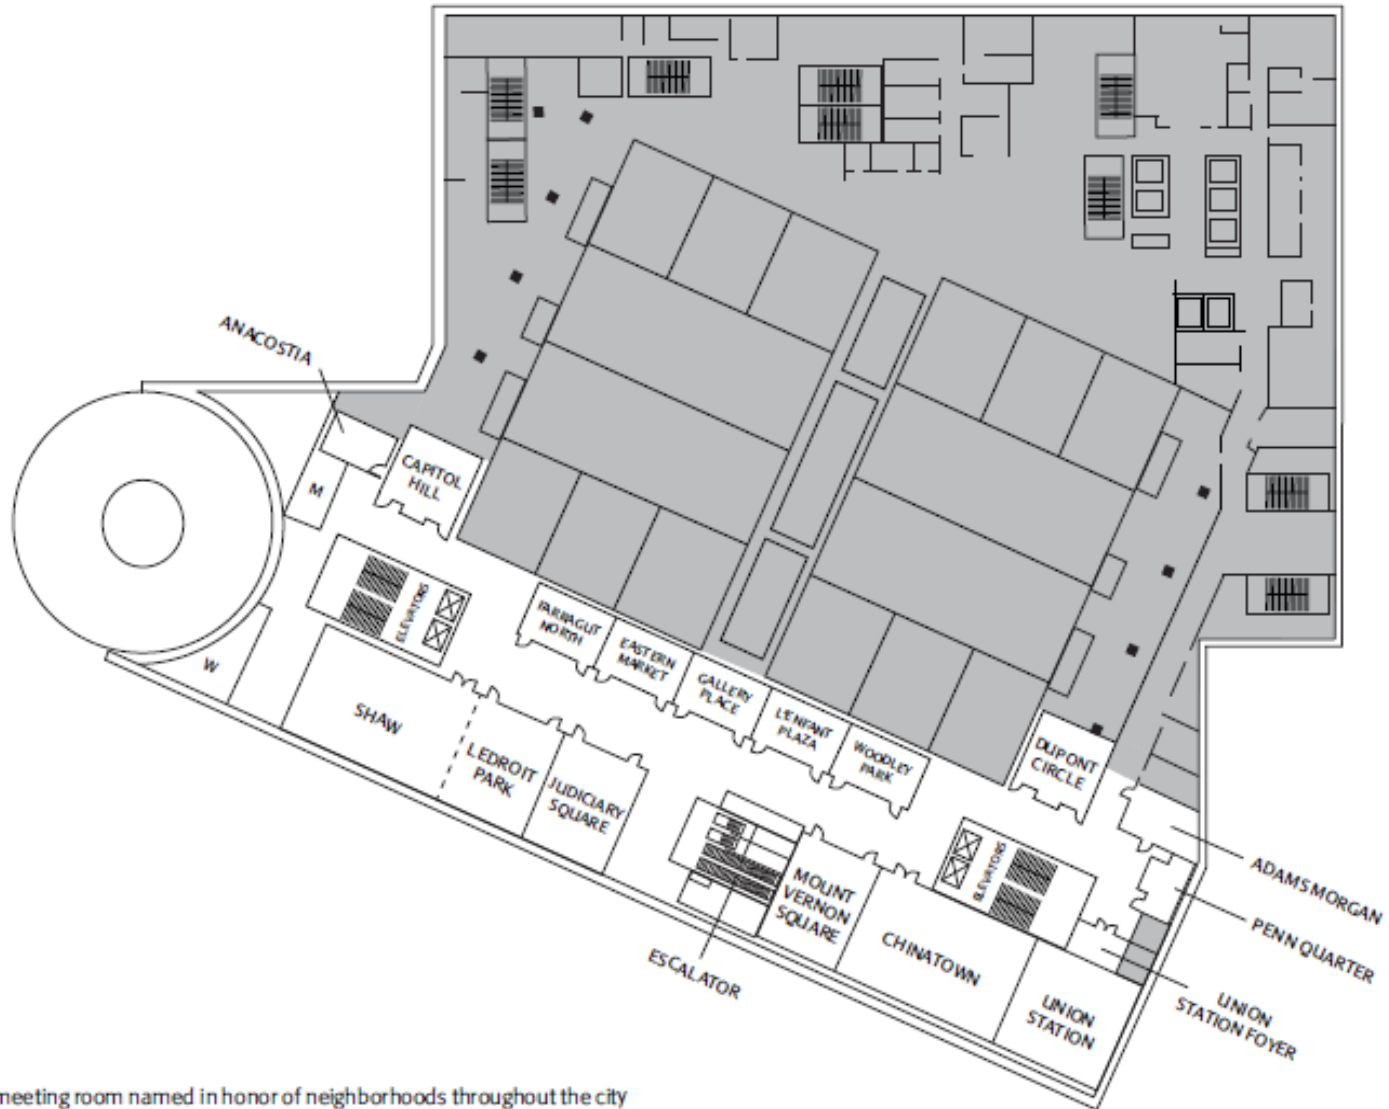 ANACOSTIA
CAPITOL
HILL
M
ELEVATORS
FARRAGUT
NORTH
EASTERN
MARKET
GALLERY
PLACE
L'ENFANT
PLAZA
WOODLEY
PARK
DUPONT
CIRCLE
W
SHAW
LEDROIT
PARK
JUDICIARY
SQUARE
ELEVATORS
ADAMS MORGAN
PENN QUARTER
MOUNT
VERNON
SQUARE
CHINATOWN
ESCALATOR
UNION
STATION
UNION
STATION FOYER
meeting room named in honor of neighborhoods throughout the city